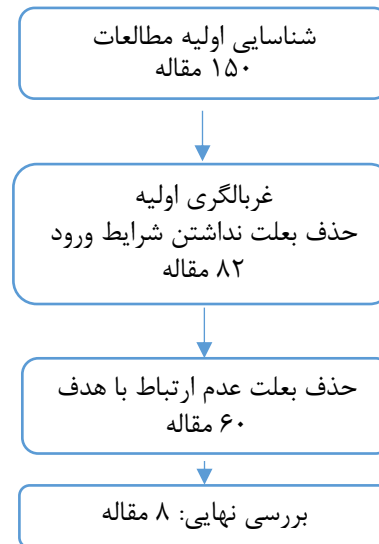 شناسایی اولیه مطالعات
۱۵۰ مقاله
غربالگری اولیه
حذف بعلت نداشتن شرایط ورود
۸۲ مقاله
حذف بعلت عدم ارتباط با هدف
۶۰ مقاله
بررسی نهایی: ۸ مقاله